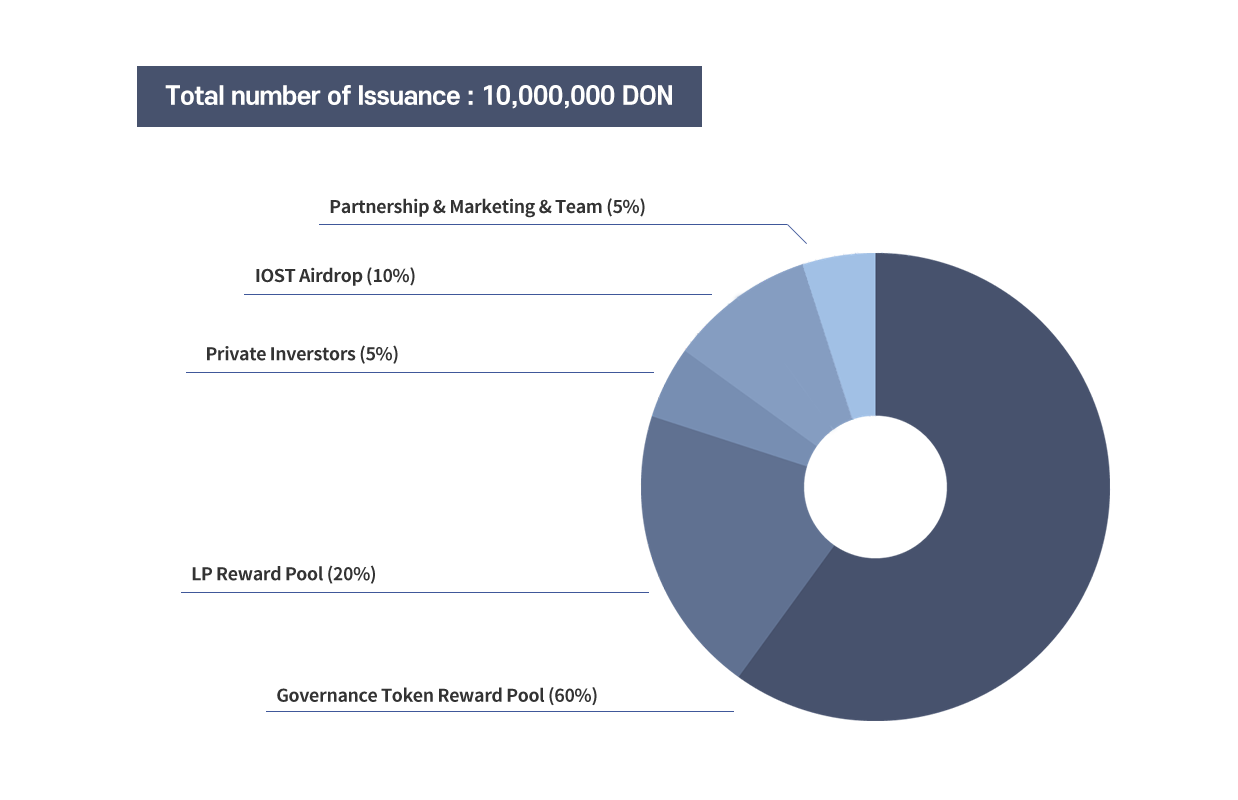 Total number of Issuance : 10,000,000 DON
Partnership & Marketing & Team (5%)
IOST Airdrop (10%)
Private Inverstors (5%)
LP Reward Pool (20%)
Governance Token Reward Pool (60%)